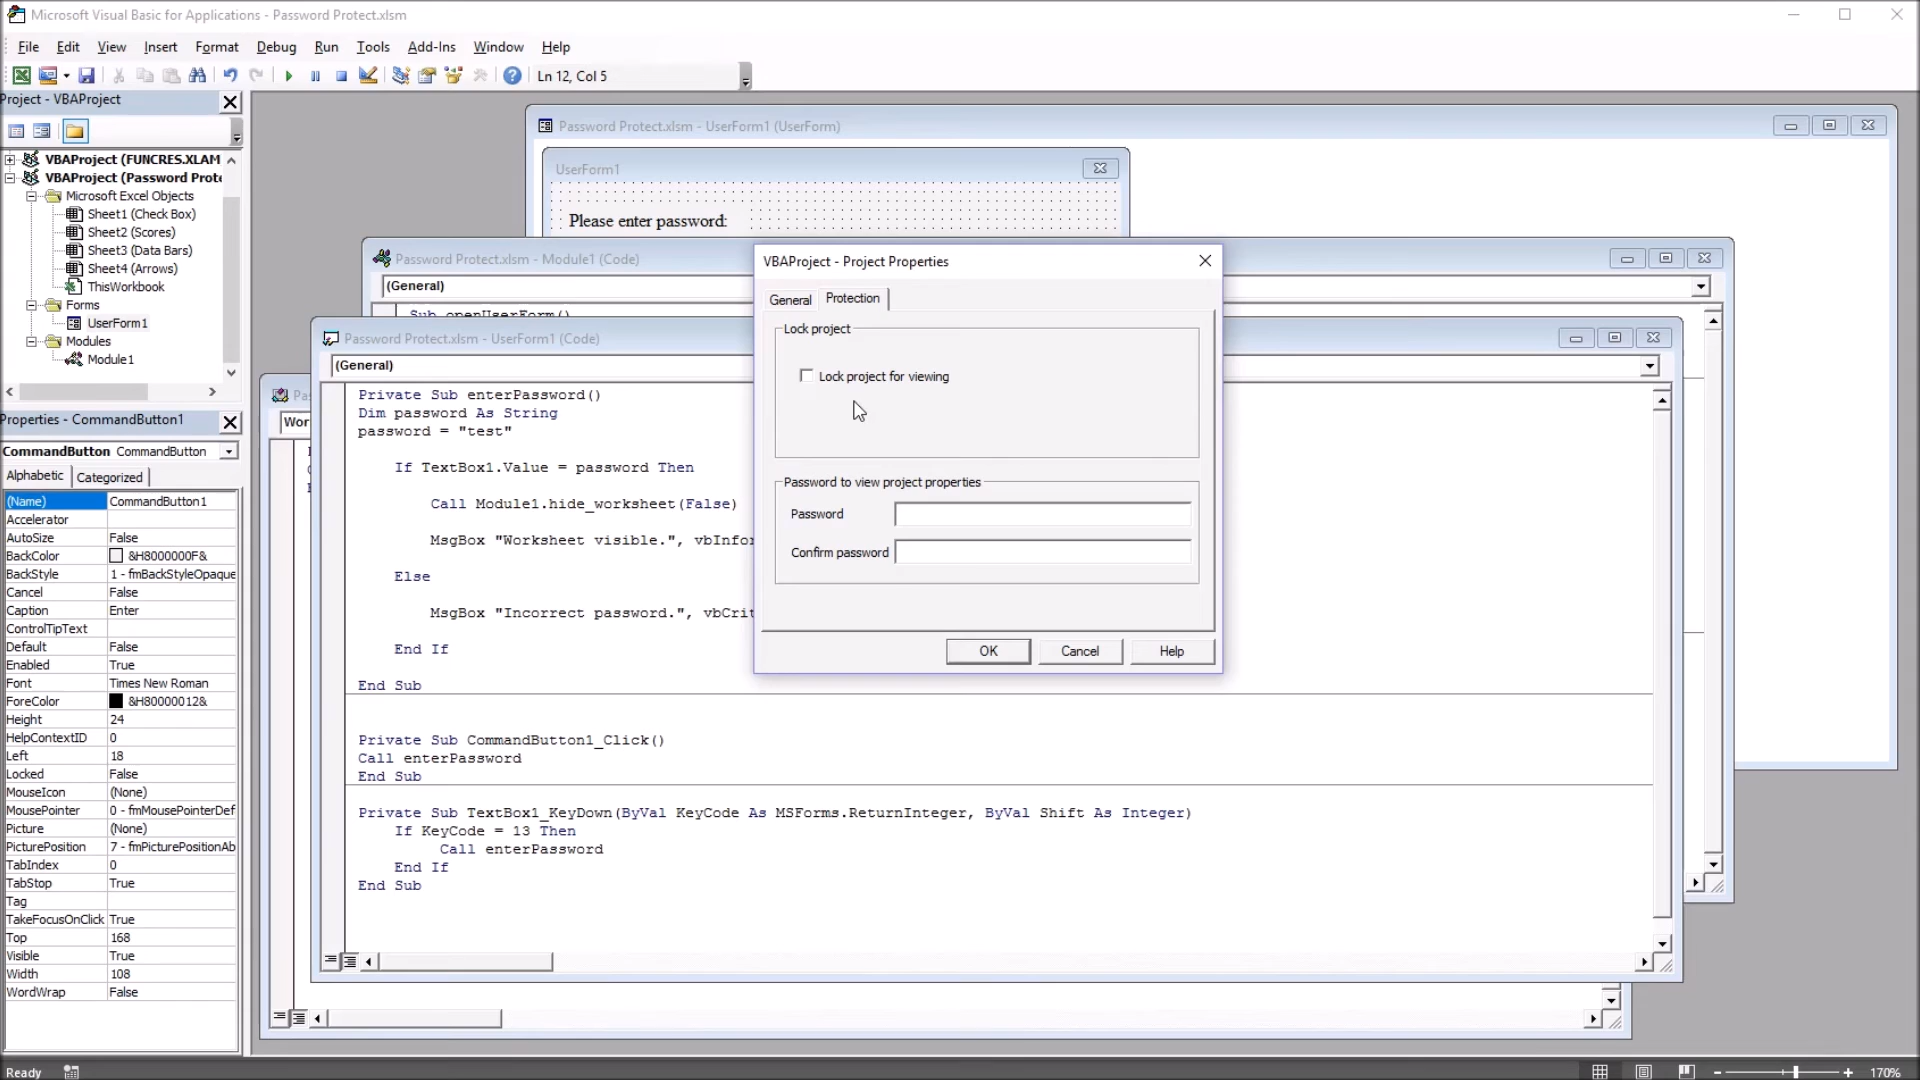 Microsoft Visual Basic for Applications - Password Protect.xlsm
File Edit View Insert Format Debug Run Tools Add-Ins Window Help
Ln 12, Col 5
Project - VBAProject
VBAProject (FUNCRES.XLAM
VBAProject (Password Prote
Microsoft Excel Objects
Sheet1 (Check Box)
Sheet2 (Scores)
Sheet3 (Data Bars)
Sheet4 (Arrows)
ThisWorkbook
Forms
UserForm1
Modules
Module1
Properties - CommandButton1
CommandButton CommandButton
Alphabetic Categorized
(Name) CommandButton1
Accelerator
AutoSize False
BackColor &H8000000F&
BackStyle 1 - fmBackStyleOpaque
Cancel False
Caption Enter
ControlTipText
Default False
Enabled True
Font Times New Roman
ForeColor &H80000012&
Height 24
HelpContextID 0
Left 18
Locked False
MouseIcon (None)
MousePointer 0 - fmMousePointerDef
Picture (None)
PicturePosition 7 - fmPicturePositionAb
TabIndex 0
TabStop True
Tag
TakeFocusOnClick True
Top 168
Visible True
Width 108
WordWrap False
Password Protect.xlsm - UserForm1 (UserForm)
UserForm1
Please enter password:
Password Protect.xlsm - Module1 (Code)
(General)
Sub openUserForm()
Password Protect.xlsm - UserForm1 (Code)
(General)
Private Sub enterPassword()
Dim password As String
password = "test"
If TextBox1.Value = password Then
Call Module1.hide_worksheet(False)
MsgBox "Worksheet visible.", vbInfor
Else
MsgBox "Incorrect password.", vbCrit
End If
End Sub
Private Sub CommandButton1_Click()
Call enterPassword
End Sub
Private Sub TextBox1_KeyDown(ByVal KeyCode As MSForms.ReturnInteger, ByVal Shift As Integer)
If KeyCode = 13 Then
Call enterPassword
End If
End Sub
VBAProject - Project Properties
General Protection
Lock project
Lock project for viewing
Password to view project properties
Password
Confirm password
OK Cancel Help
Ready
170%